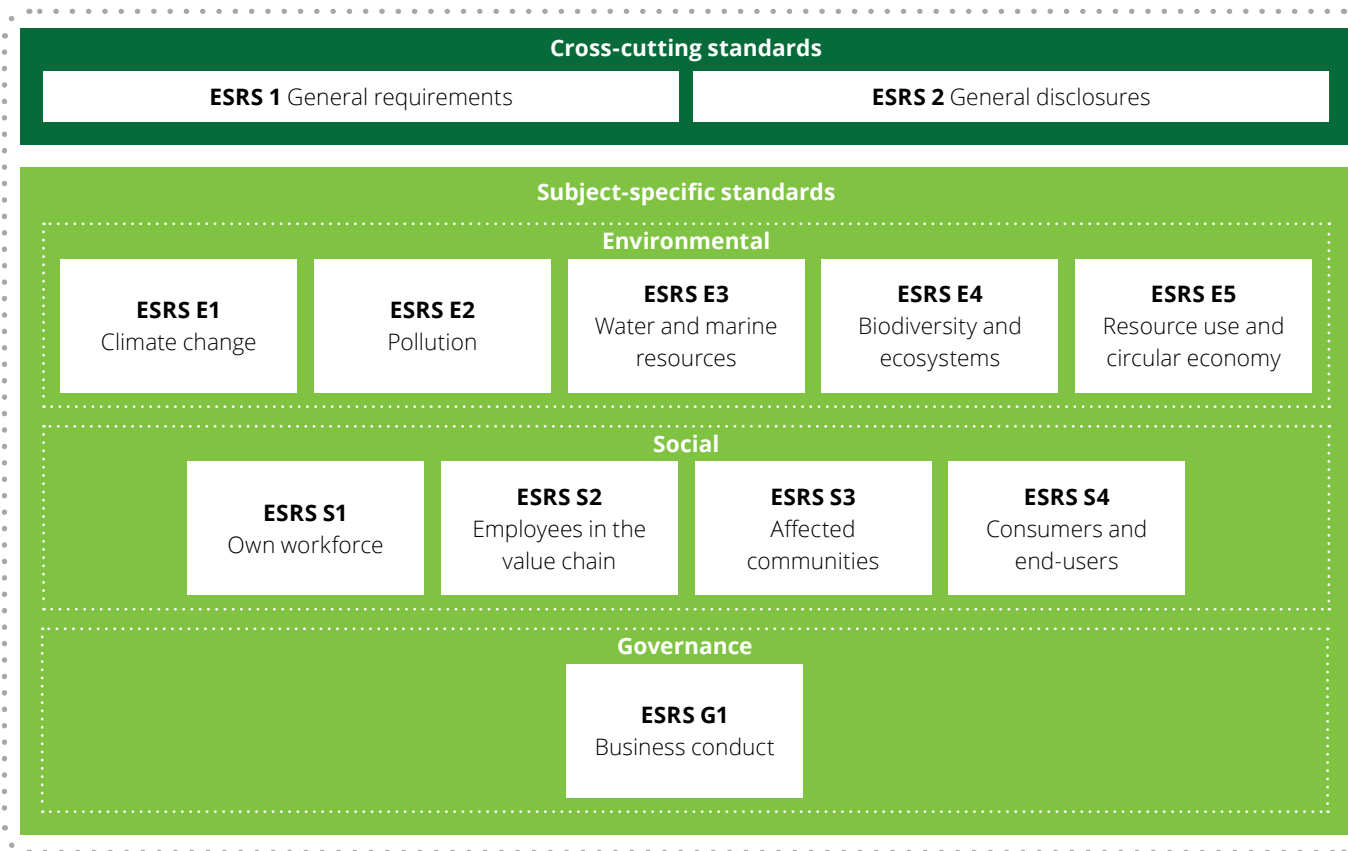 Cross-cutting standards
ESRS 1 General requirements
ESRS 2 General disclosures
Subject-specific standards
Environmental
ESRS E1
Climate change
ESRS E2
Pollution
ESRS E3
Water and marine
resources
ESRS E4
Biodiversity and
ecosystems
ESRS E5
Resource use and
circular economy
Social
ESRS S1
Own workforce
ESRS S2
Employees in the
value chain
ESRS S3
Affected
communities
ESRS S4
Consumers and
end-users
Governance
ESRS G1
Business conduct